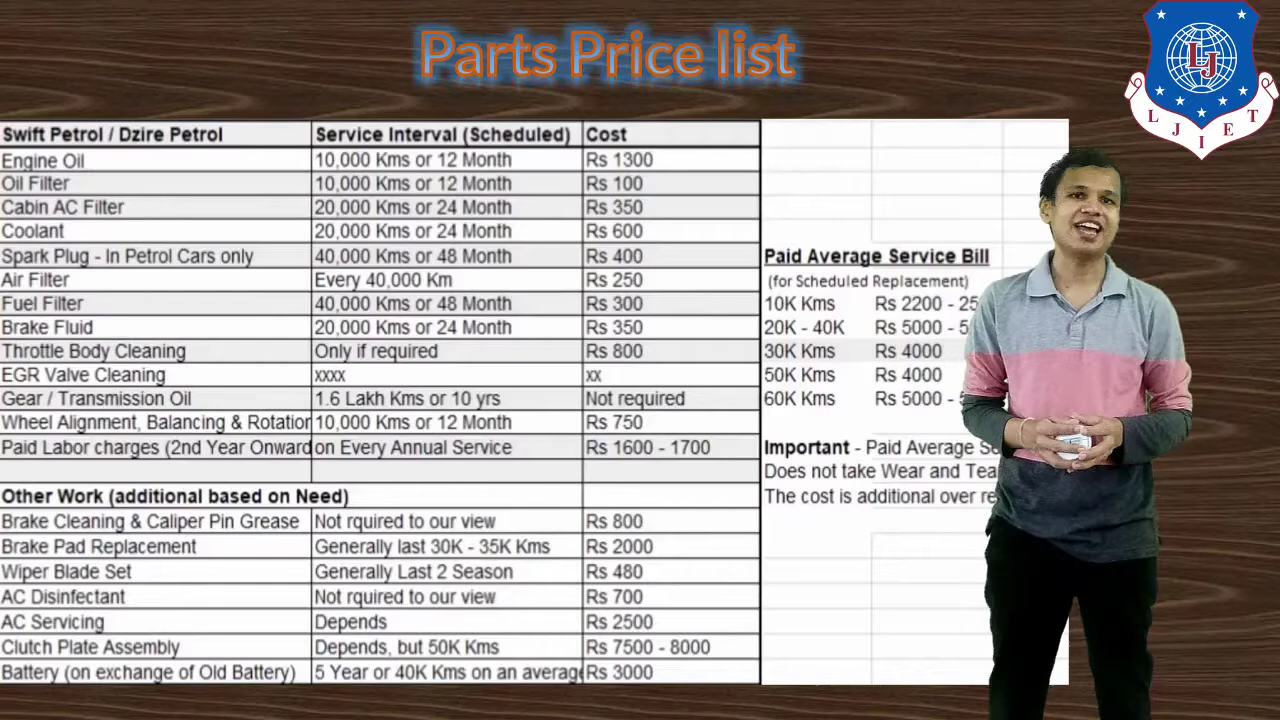 Parts Price list
LJ
L J I E T
Swift Petrol / Dzire Petrol Service Interval (Scheduled) Cost
Engine Oil 10,000 Kms or 12 Month Rs 1300
Oil Filter 10,000 Kms or 12 Month Rs 100
Cabin AC Filter 20,000 Kms or 24 Month Rs 350
Coolant 20,000 Kms or 24 Month Rs 600
Spark Plug - In Petrol Cars only 40,000 Kms or 48 Month Rs 400
Air Filter Every 40,000 Km Rs 250
Fuel Filter 40,000 Kms or 48 Month Rs 300
Brake Fluid 20,000 Kms or 24 Month Rs 350
Throttle Body Cleaning Only if required Rs 800
EGR Valve Cleaning xxxx xx
Gear / Transmission Oil 1.6 Lakh Kms or 10 yrs Not required
Wheel Alignment, Balancing & Rotation 10,000 Kms or 12 Month Rs 750
Paid Labor charges (2nd Year Onward on Every Annual Service Rs 1600 - 1700
Other Work (additional based on Need)
Brake Cleaning & Caliper Pin Grease Not rquired to our view Rs 800
Brake Pad Replacement Generally last 30K - 35K Kms Rs 2000
Wiper Blade Set Generally Last 2 Season Rs 480
AC Disinfectant Not rquired to our view Rs 700
AC Servicing Depends Rs 2500
Clutch Plate Assembly Depends, but 50K Kms Rs 7500 - 8000
Battery (on exchange of Old Battery) 5 Year or 40K Kms on an average Rs 3000
Paid Average Service Bill
(for Scheduled Replacement)
10K Kms Rs 2200 - 25
20K - 40K Rs 5000 - 5
30K Kms Rs 4000
50K Kms Rs 4000
60K Kms Rs 5000 -
Important - Paid Average
Does not take Wear and Tea
The cost is additional over re